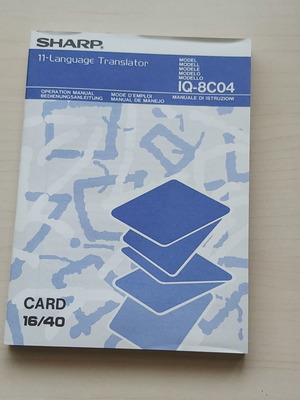 SHARP
11-Language Translator
MODEL
MODELL
MODÈLE
MODELO
MODELLO
IQ-8C04
OPERATION MANUAL MODE D'EMPLOI MANUALE DI ISTRUZIONI
BEDIENUNGSANLEITUNG MANUAL DE MANEJO
CARD
16/40